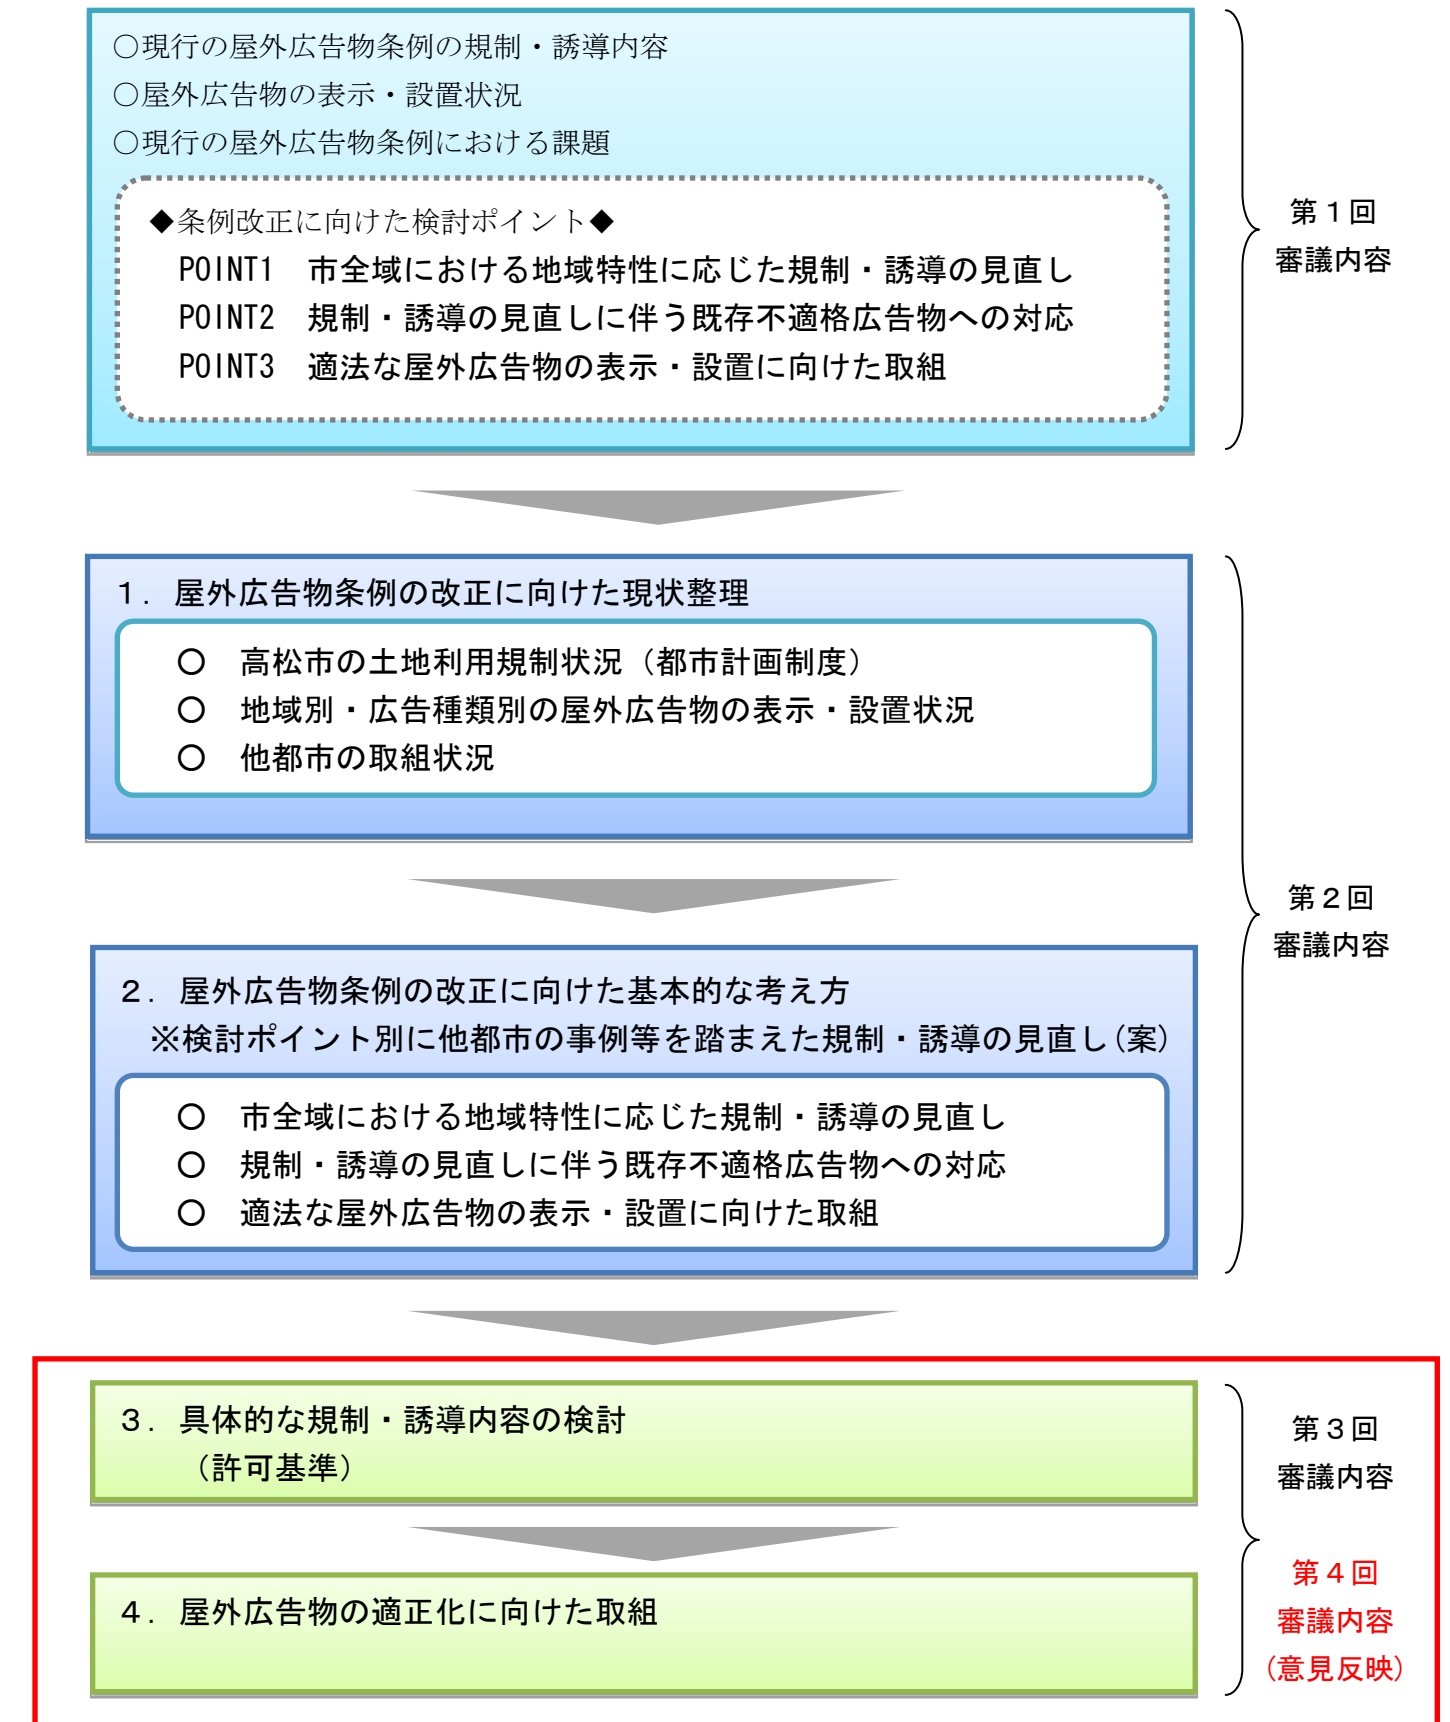 ○現行の屋外広告物条例の規制・誘導内容
○屋外広告物の表示・設置状況
○現行の屋外広告物条例における課題
◆条例改正に向けた検討ポイント◆
POINT1　市全域における地域特性に応じた規制・誘導の見直し
POINT2　規制・誘導の見直しに伴う既存不適格広告物への対応
POINT3　適法な屋外広告物の表示・設置に向けた取組
第１回
審議内容
１．屋外広告物条例の改正に向けた現状整理
○　高松市の土地利用規制状況（都市計画制度）
○　地域別・広告種類別の屋外広告物の表示・設置状況
○　他都市の取組状況
２．屋外広告物条例の改正に向けた基本的な考え方
※検討ポイント別に他都市の事例等を踏まえた規制・誘導の見直し(案)
○　市全域における地域特性に応じた規制・誘導の見直し
○　規制・誘導の見直しに伴う既存不適格広告物への対応
○　適法な屋外広告物の表示・設置に向けた取組
第２回
審議内容
３．具体的な規制・誘導内容の検討
（許可基準）
４．屋外広告物の適正化に向けた取組
第３回
審議内容
第４回
審議内容
(意見反映)